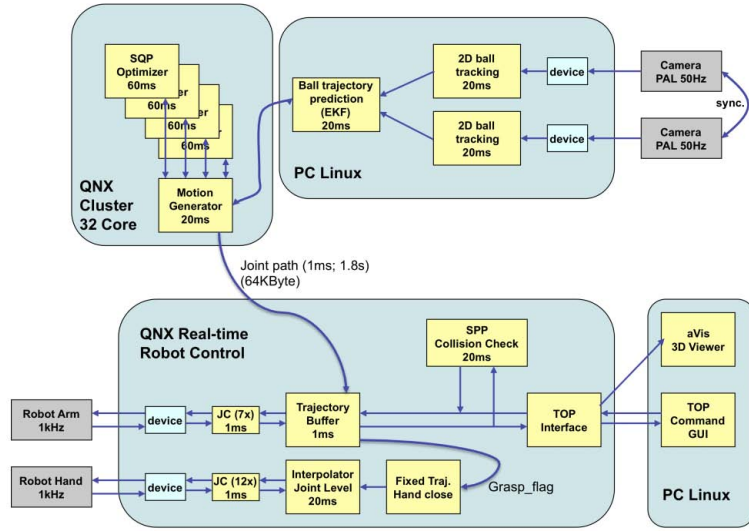 SQP
Optimizer
60ms
er
60ms
er
60ms
er
60ms
Motion
Generator
20ms
QNX
Cluster
32 Core
Ball trajectory
prediction
(EKF)
20ms
2D ball
tracking
20ms
device
Camera
PAL 50Hz
sync.
2D ball
tracking
20ms
device
Camera
PAL 50Hz
PC Linux
Joint path (1ms; 1.8s)
(64KByte)
QNX Real-time
Robot Control
SPP
Collision Check
20ms
aVis
3D Viewer
Robot Arm
1kHz
device
JC (7x)
1ms
Trajectory
Buffer
1ms
TOP
Interface
TOP
Command
GUI
Robot Hand
1kHz
device
JC (12x)
1ms
Interpolator
Joint Level
20ms
Fixed Traj.
Hand close
Grasp_flag
PC Linux